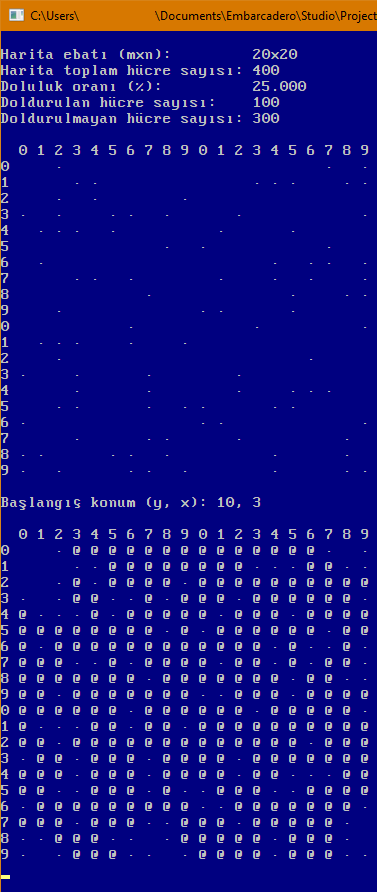 C:\Users\ \Documents\Embarcadero\Studio\Project
Harita ebatı (mxn): 20x20
Harita toplam hücre sayısı: 400
Doluluk oranı (%): 25.000
Doldurulan hücre sayısı: 100
Doldurulmayan hücre sayısı: 300
0 1 2 3 4 5 6 7 8 9 0 1 2 3 4 5 6 7 8 9
0 . . .
1 . . . . . . .
2 . . .
3 . . . . . . .
4 . . . . . .
5 . . .
6 . . . . .
7 . . . . . . .
8 . . . .
9 . . . .
0 . . .
1 . . . . .
2 . .
3 . . . .
4 . . . . . .
5 . . . . . . .
6 . . . .
7 . . . . .
8 . . . . . . .
9 . . . . . . . .
Başlangıç konum (y, x): 10, 3
0 1 2 3 4 5 6 7 8 9 0 1 2 3 4 5 6 7 8 9
0 . @ @ @ @ @ @ @ @ @ @ @ @ @ @ . .
1 . . @ @ @ @ @ @ @ @ . . . @ @ . .
2 . @ . @ @ @ @ . @ @ @ @ @ @ @ @ @ @
3 . . @ @ . . @ . @ @ @ . @ @ @ @ @ @ .
4 @ . . . @ . @ @ @ @ @ . @ @ @ . @ @ @ @
5 @ @ @ @ @ @ @ @ . @ . @ @ @ @ @ @ . @ @
6 @ . @ @ @ @ @ @ @ @ @ @ @ @ . @ . . @ .
7 @ @ @ . . @ . @ @ @ @ . @ @ . @ . @ @ .
8 @ @ @ @ @ @ @ . @ @ @ @ @ @ @ . @ @ . .
9 @ @ . @ @ @ @ @ @ @ . . @ @ @ . @ @ @ @
0 @ @ @ @ @ @ . @ @ @ @ @ @ . @ @ @ @ @ .
1 @ . . . @ @ . @ @ . @ @ @ @ @ @ @ @ @ @
2 @ @ . @ @ @ @ @ @ @ @ @ @ @ @ @ . @ @ @
3 . @ @ . @ @ @ . @ @ @ @ . @ @ @ @ @ @ @
4 @ @ @ . @ @ @ . @ @ @ @ . @ @ . . . @ @
5 @ @ . . @ @ @ . @ . . @ @ @ . . @ @ @ @
6 . @ @ @ @ @ @ @ @ @ . . @ @ @ @ @ @ @ .
7 @ @ @ . @ @ @ . . @ @ @ . @ @ @ @ @ .
8 . . @ @ @ . . . @ @ @ @ @ . @ @ @ .
9 . . @ @ @ . . . @ @ @ @ . @ @ @ .